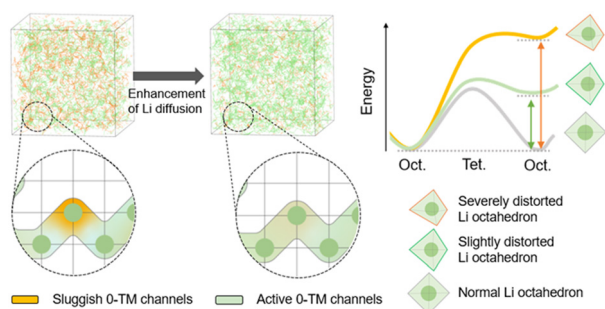 Enhancement
of Li diffusion
Energy
Oct.
Tet.
Oct.
Severely distorted
Li octahedron
Slightly distorted
Li octahedron
Normal Li octahedron
Sluggish 0-TM channels
Active 0-TM channels